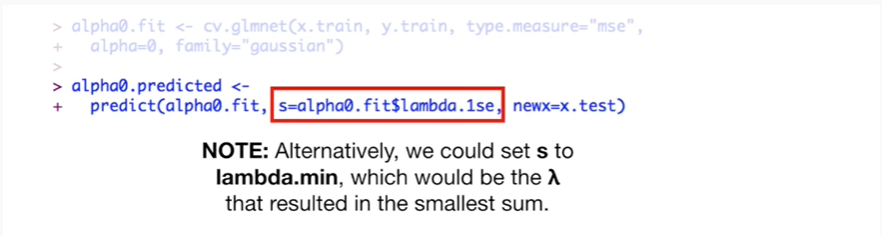 > alpha0.fit <- cv.glmnet(x.train, y.train, type.measure="mse",
+   alpha=0, family="gaussian")
>
> alpha0.predicted <-
+   predict(alpha0.fit, s=alpha0.fit$lambda.1se, newx=x.test)
NOTE: Alternatively, we could set s to
lambda.min, which would be the λ
that resulted in the smallest sum.